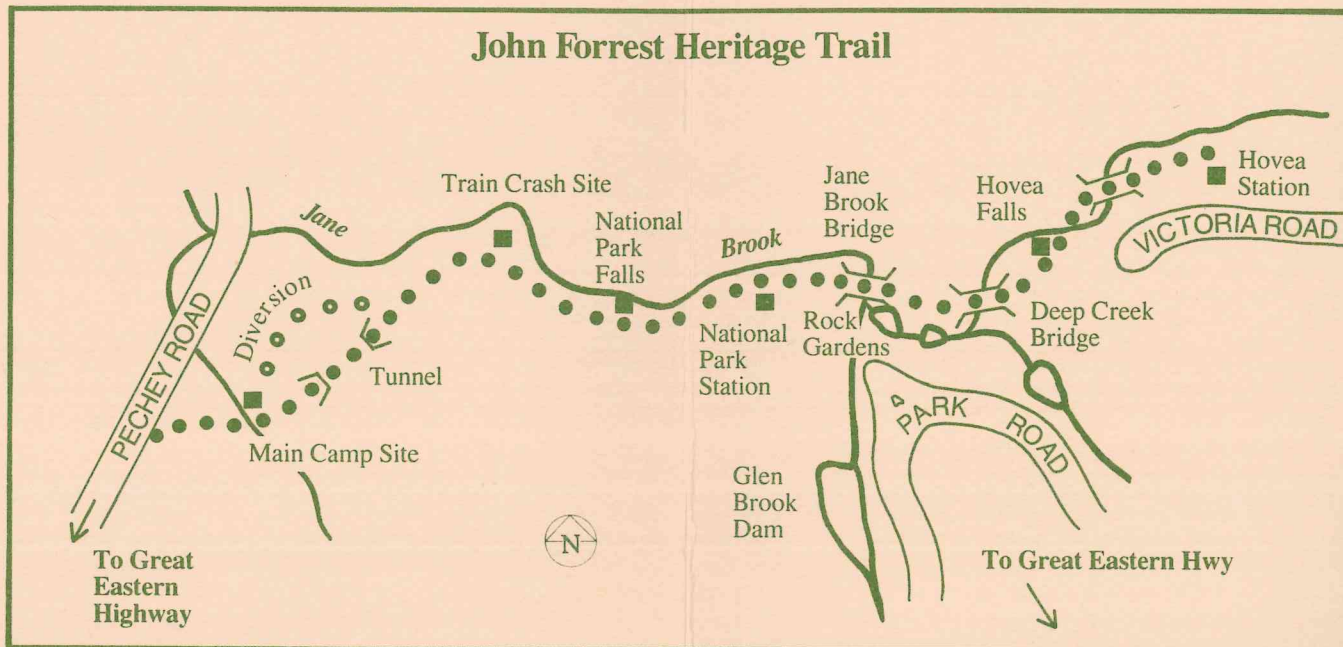 John Forrest Heritage Trail
Train Crash Site
Jane
National
Park
Falls
Brook
Jane
Brook
Bridge
Hovea
Falls
Hovea
Station
VICTORIA ROAD
Diversion
PECHEY ROAD
Tunnel
Main Camp Site
National
Park
Station
Rock
Gardens
Deep Creek
Bridge
PARK ROAD
Glen
Brook
Dam
N
To Great
Eastern
Highway
To Great Eastern Hwy